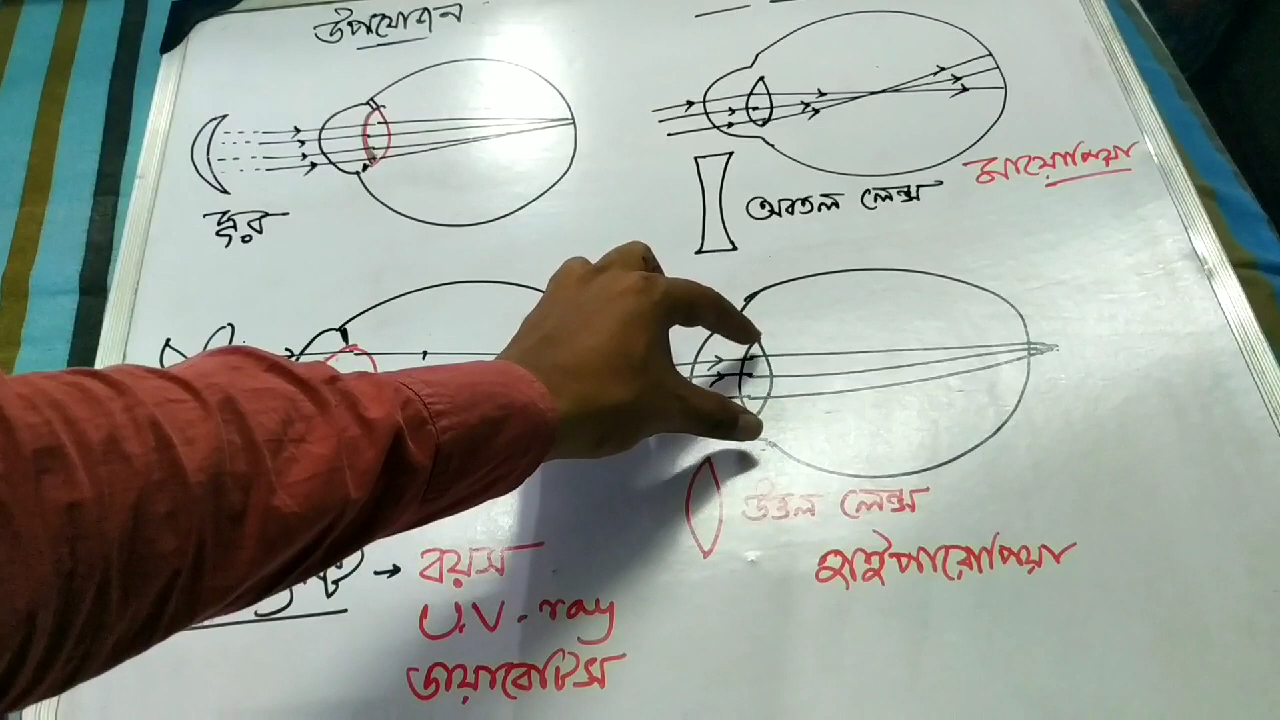 উপযোজন
দূর
অবতল লেন্স
মায়োপিয়া
উত্তল লেন্স
হাইপারোপিয়া
→ বয়স
U.V. ray
ডায়াবেটিস